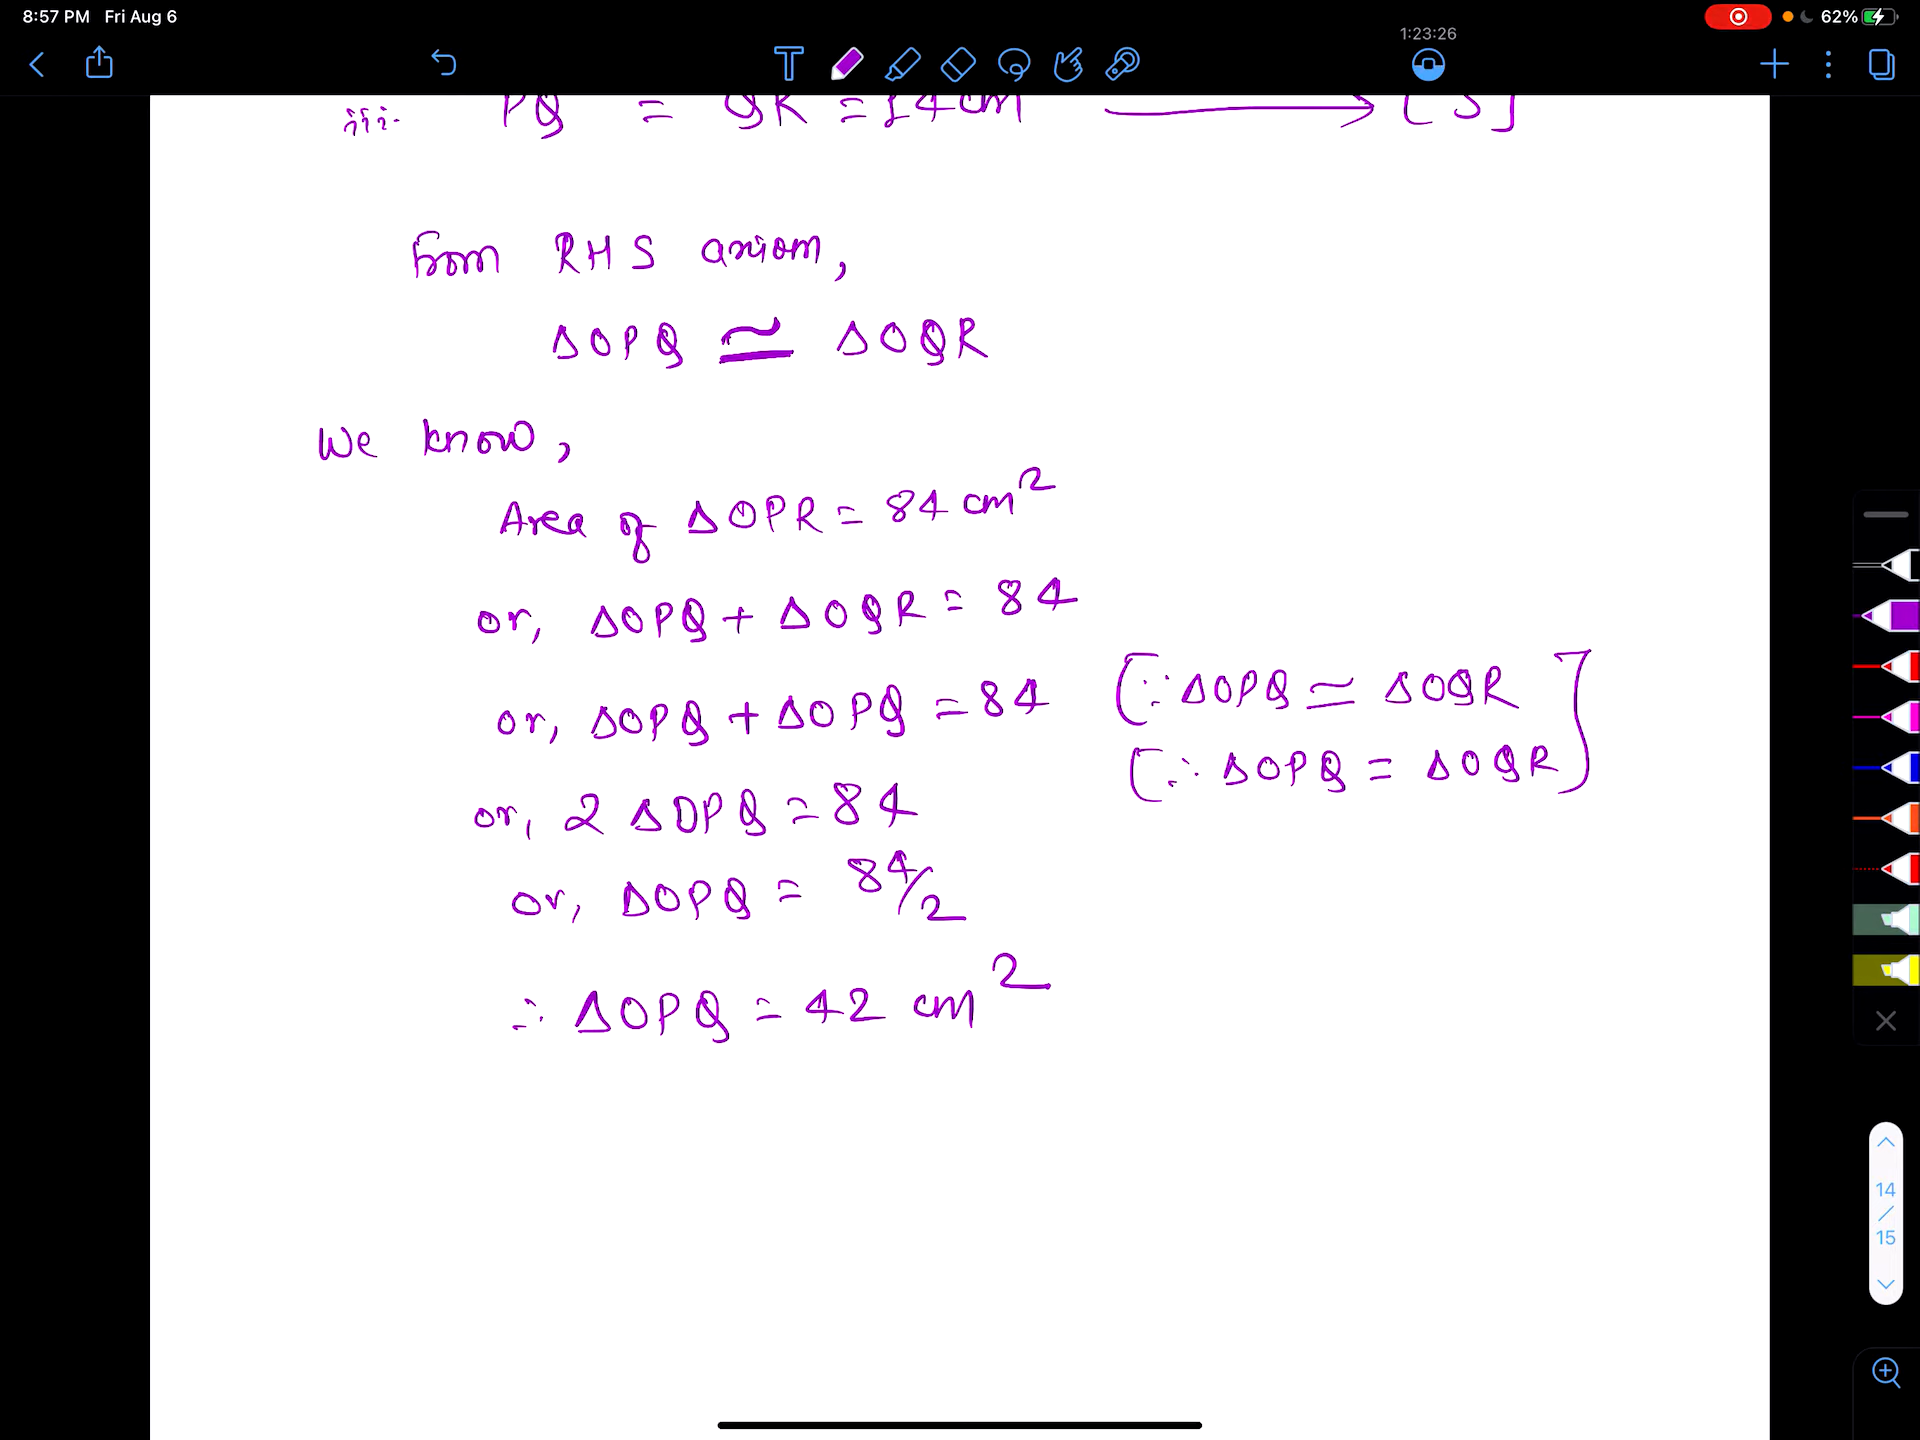 8:57 PM Fri Aug 6
62%
1:23:26
T
iii. PQ = QR = 14cm → [S]
From RHS axiom,
ΔOPQ ≅ ΔOQR
We know,
Area of ΔOPR = 84 cm²
or, ΔOPQ + ΔOQR = 84
or, ΔOPQ + ΔOPQ = 84 [∵ ΔOPQ ≃ ΔOQR]
[∴ ΔOPQ = ΔOQR]
or, 2 ΔOPQ = 84
or, ΔOPQ = 84/2
∴ ΔOPQ = 42 cm²
14
/
15